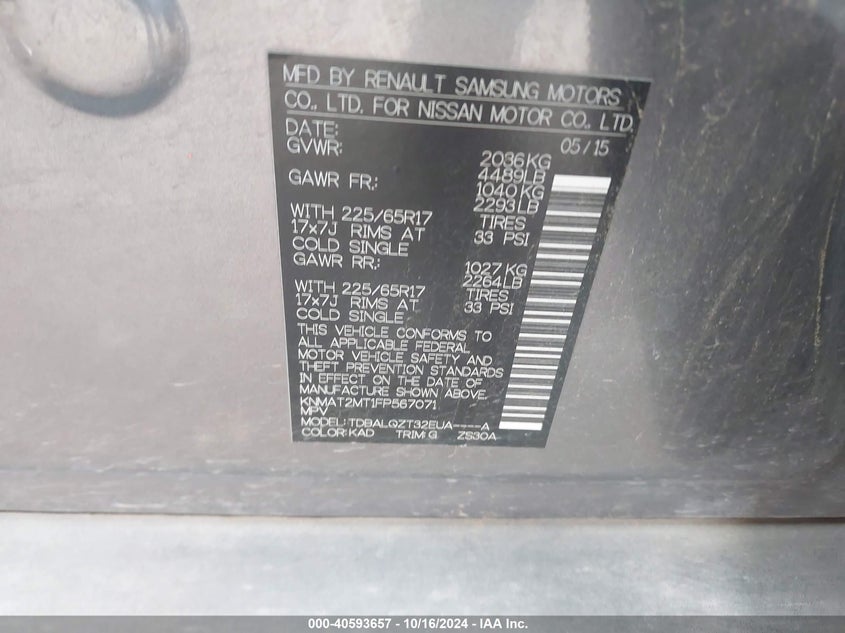 MFD BY RENAULT SAMSUNG MOTORS
CO., LTD. FOR NISSAN MOTOR CO., LTD.
DATE: 05/15
GVWR: 2036KG
4489LB
GAWR FR.: 1040KG
2293LB
WITH 225/65R17 TIRES
17x7J RIMS AT 33 PSI
COLD SINGLE
GAWR RR.: 1027KG
2264LB
WITH 225/65R17 TIRES
17x7J RIMS AT 33 PSI
COLD SINGLE
THIS VEHICLE CONFORMS TO
ALL APPLICABLE FEDERAL
MOTOR VEHICLE SAFETY AND
THEFT PREVENTION STANDARDS
IN EFFECT ON THE DATE OF
MANUFACTURE SHOWN ABOVE.
KNMAT2MT1FP567071
MPV
MODEL: TDBALQZT32EUA----A
COLOR: KAD TRIM: G ZS30A
000-40593657 - 10/16/2024 - IAA Inc.